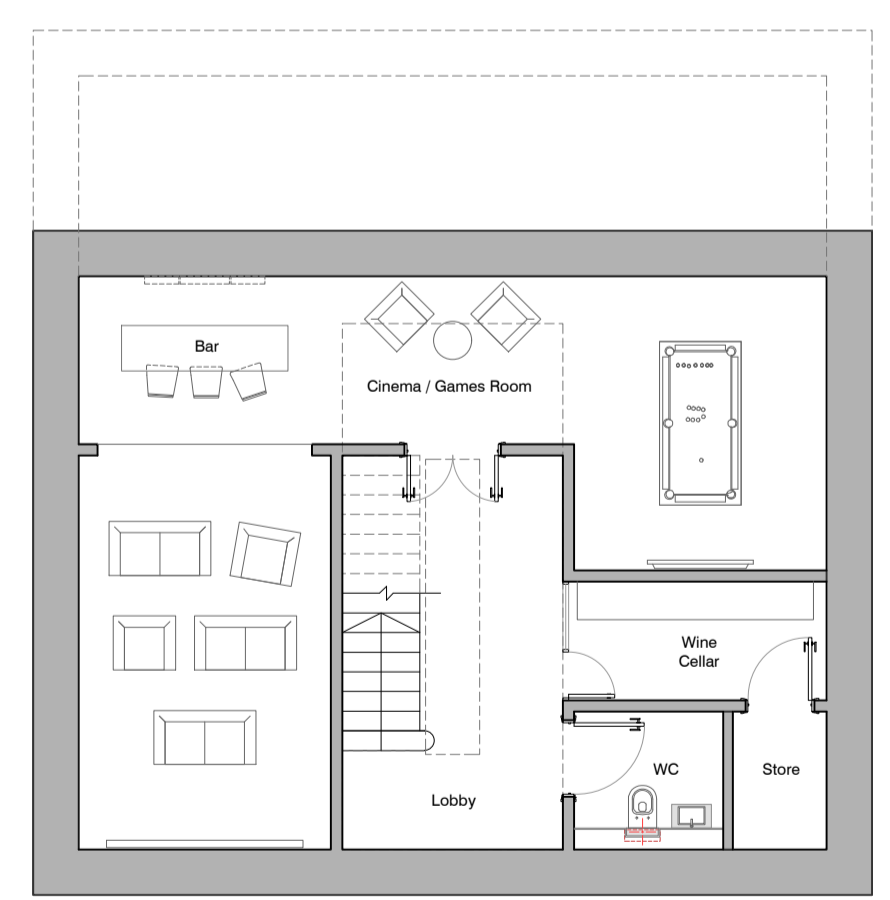 Bar
Cinema / Games Room
Wine
Cellar
WC
Store
Lobby